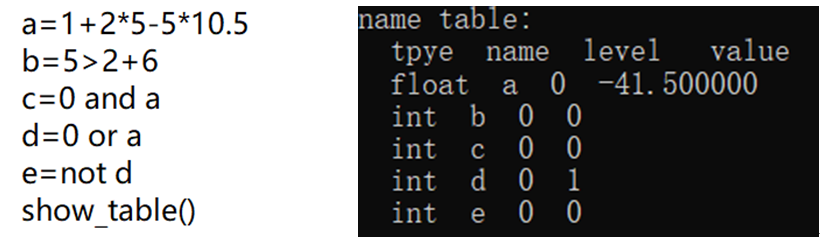 a=1+2*5-5*10.5
b=5>2+6
c=0 and a
d=0 or a
e=not d
show_table()
name table:
tpye name level value
float a 0 -41.500000
int b 0 0
int c 0 0
int d 0 1
int e 0 0